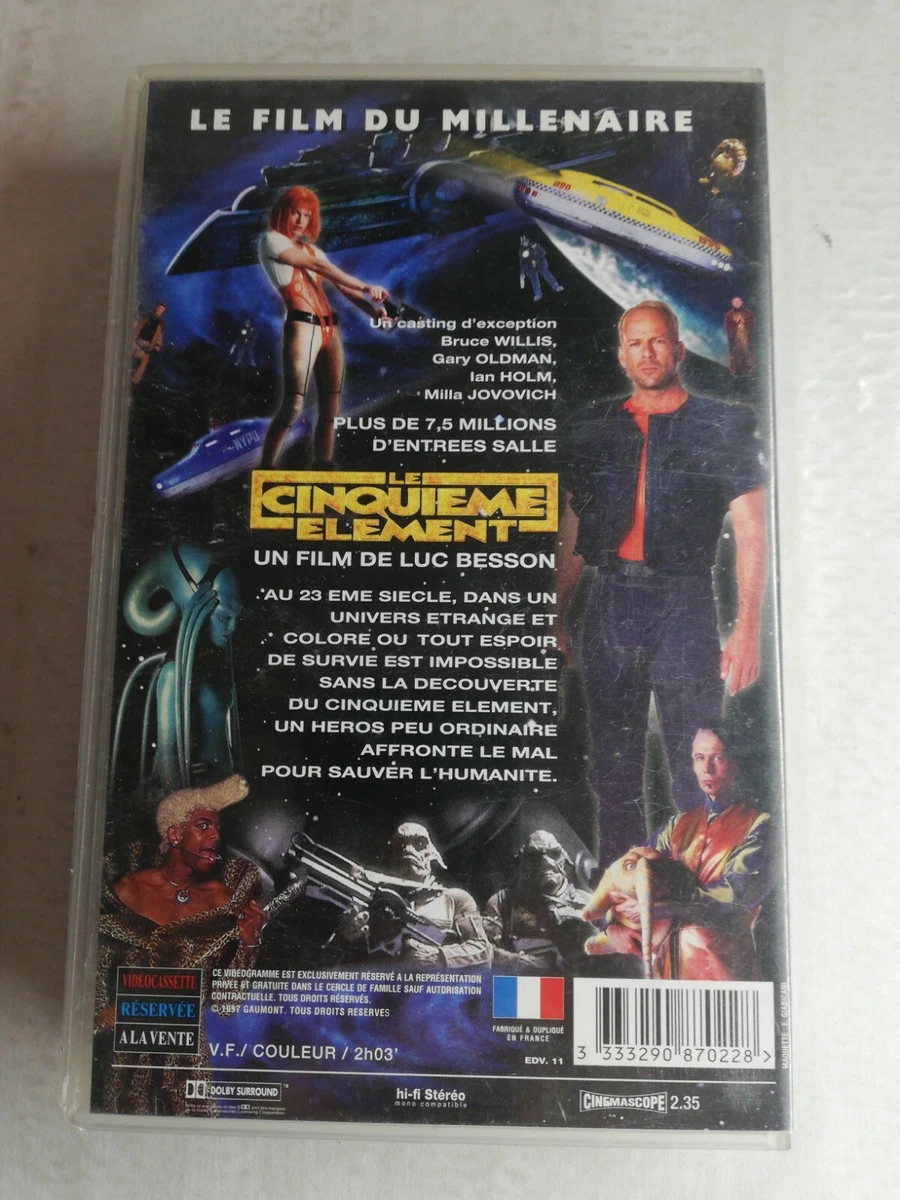 LE FILM DU MILLENAIRE
Un casting d'exception
Bruce WILLIS,
Gary OLDMAN,
Ian HOLM,
Milla JOVOVICH
PLUS DE 7,5 MILLIONS
D'ENTREES SALLE
NYPD
LE
CINQUIEME
ELEMENT
UN FILM DE LUC BESSON
AU 23 EME SIECLE, DANS UN
UNIVERS ETRANGE ET
COLORE OU TOUT ESPOIR
DE SURVIE EST IMPOSSIBLE
SANS LA DECOUVERTE
DU CINQUIEME ELEMENT,
UN HEROS PEU ORDINAIRE
AFFRONTE LE MAL
POUR SAUVER L'HUMANITE.
VIDÉOCASSETTE
RÉSERVÉE
A LA VENTE
CE VIDÉOGRAMME EST EXCLUSIVEMENT RÉSERVÉ A LA REPRÉSENTATION
PRIVÉE ET GRATUITE DANS LE CERCLE DE FAMILLE SAUF AUTORISATION
CONTRACTUELLE. TOUS DROITS RÉSERVÉS.
© 1997 GAUMONT. TOUS DROITS RESERVES
V.F./ COULEUR / 2h03'
FABRIQUÉ & DUPLIQUÉ
EN FRANCE
EDV. 11
3 333290 870228 >
DOLBY SURROUND ™
hi-fi Stéréo
mono compatible
CINEMASCOPE 2.35